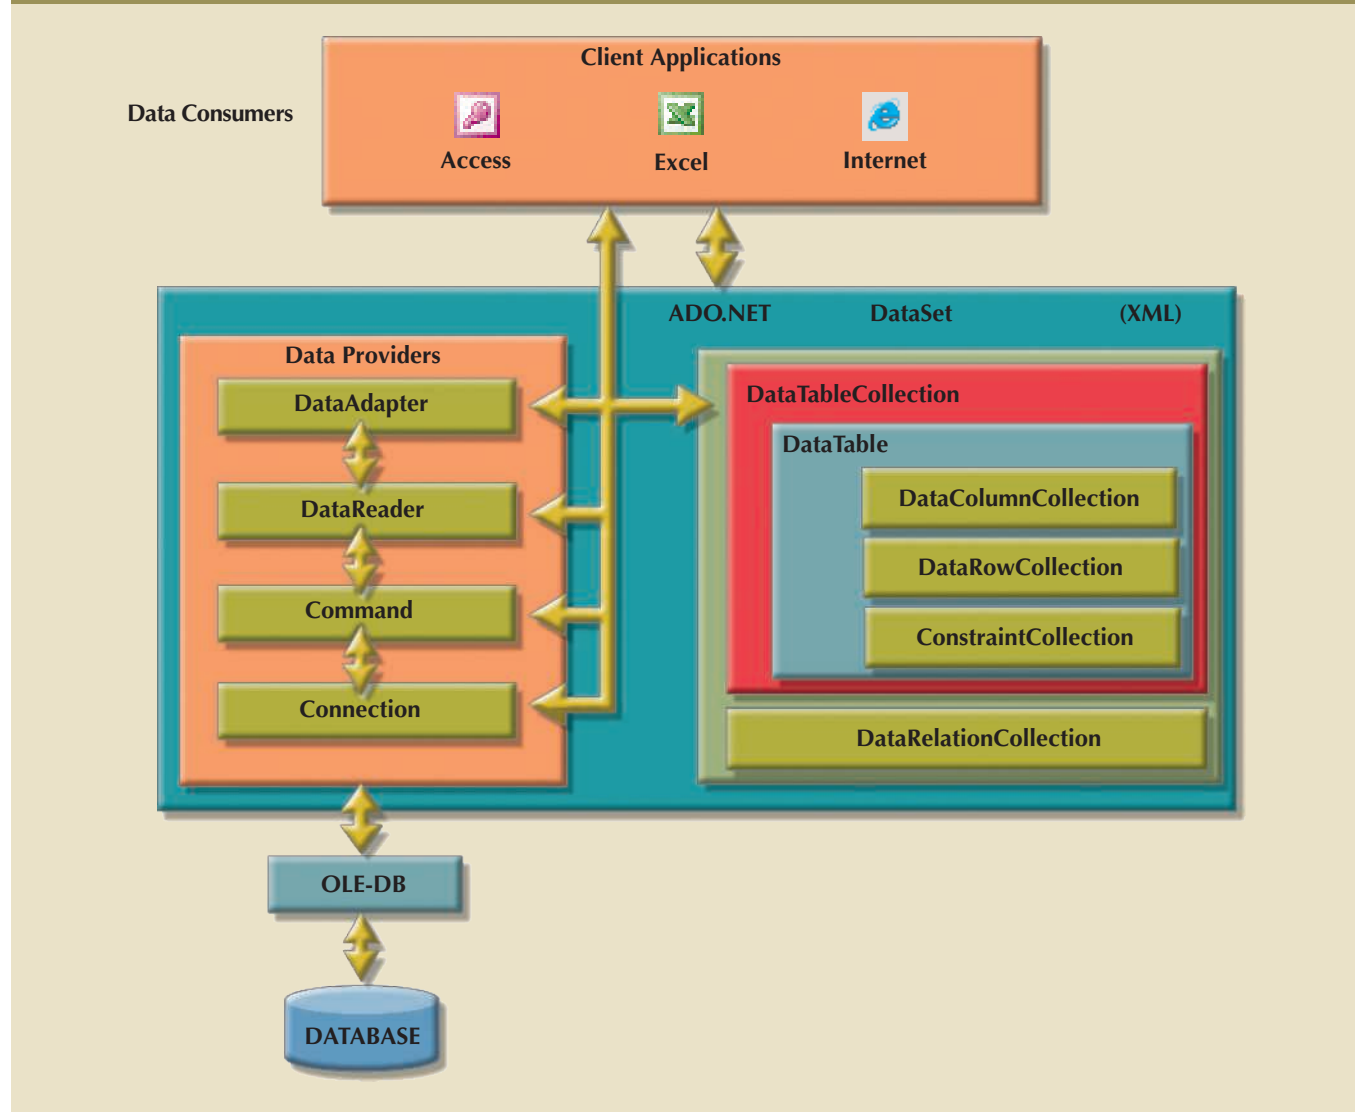 Client Applications
Data Consumers
Access
Excel
Internet
ADO.NET DataSet (XML)
Data Providers
DataAdapter
DataReader
Command
Connection
DataTableCollection
DataTable
DataColumnCollection
DataRowCollection
ConstraintCollection
DataRelationCollection
OLE-DB
DATABASE